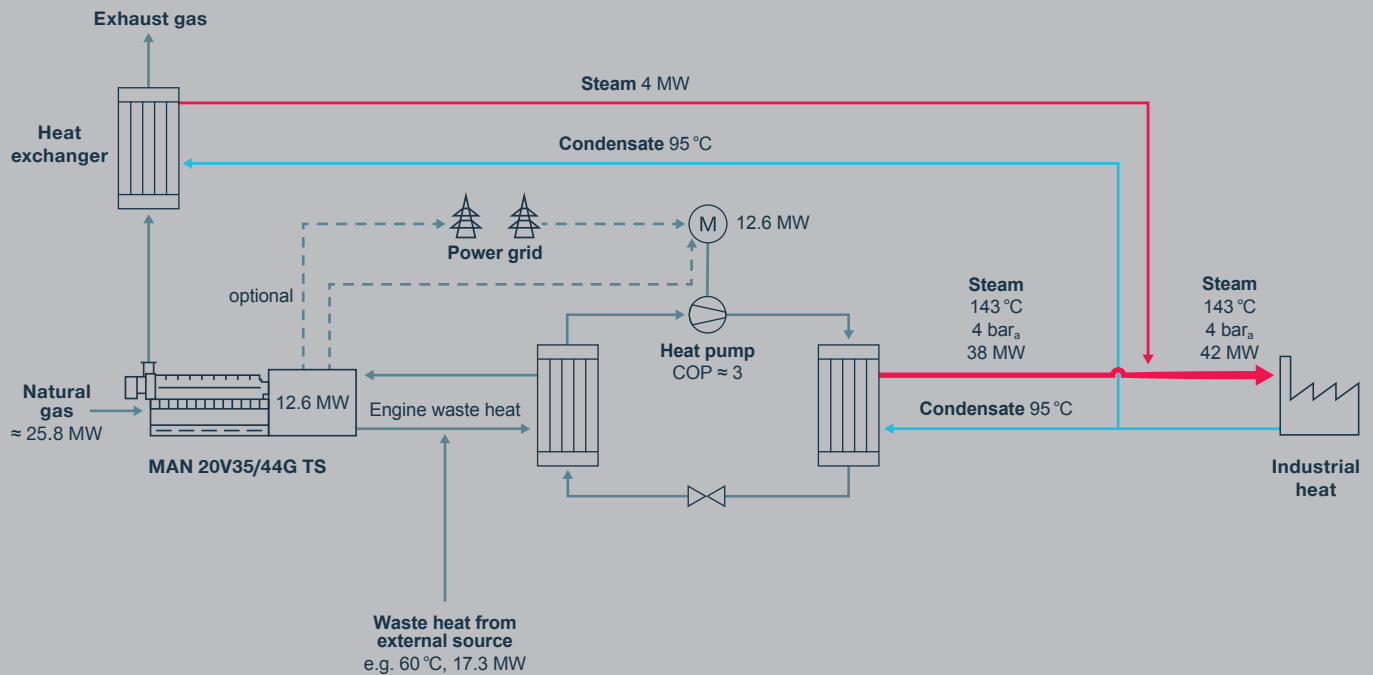 Exhaust gas
Steam 4 MW
Heat
exchanger
Condensate 95 °C
M
12.6 MW
Power grid
optional
Heat pump
COP ≈ 3
Steam
143 °C
4 barₐ
38 MW
Steam
143 °C
4 barₐ
42 MW
Natural
gas
≈ 25.8 MW
12.6 MW
Engine waste heat
Condensate 95 °C
MAN 20V35/44G TS
Industrial
heat
Waste heat from
external source
e.g. 60 °C, 17.3 MW